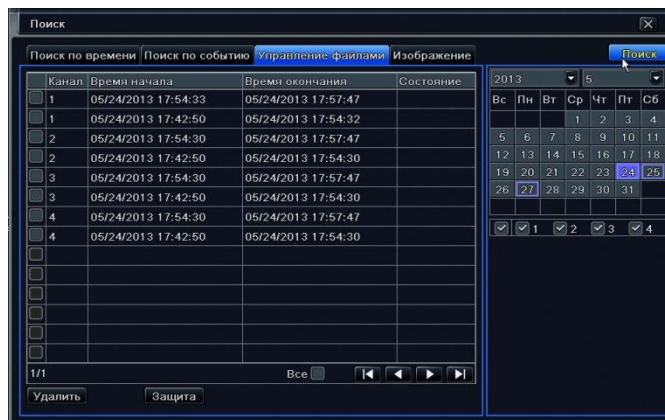 Поиск
Поиск по времени Поиск по событию Управление файлами Изображение Поиск
Канал Время начала Время окончания Состояние
1 05/24/2013 17:54:33 05/24/2013 17:57:47
1 05/24/2013 17:42:50 05/24/2013 17:54:32
2 05/24/2013 17:54:30 05/24/2013 17:57:47
2 05/24/2013 17:42:50 05/24/2013 17:54:30
3 05/24/2013 17:54:30 05/24/2013 17:57:47
3 05/24/2013 17:42:50 05/24/2013 17:54:30
4 05/24/2013 17:54:30 05/24/2013 17:57:47
4 05/24/2013 17:42:50 05/24/2013 17:54:30
1/1 Все
Удалить Защита
2013 5
Вс Пн Вт Ср Чт Пт Сб
1 2 3 4
5 6 7 8 9 10 11
12 13 14 15 16 17 18
19 20 21 22 23 24 25
26 27 28 29 30 31
1 2 3 4